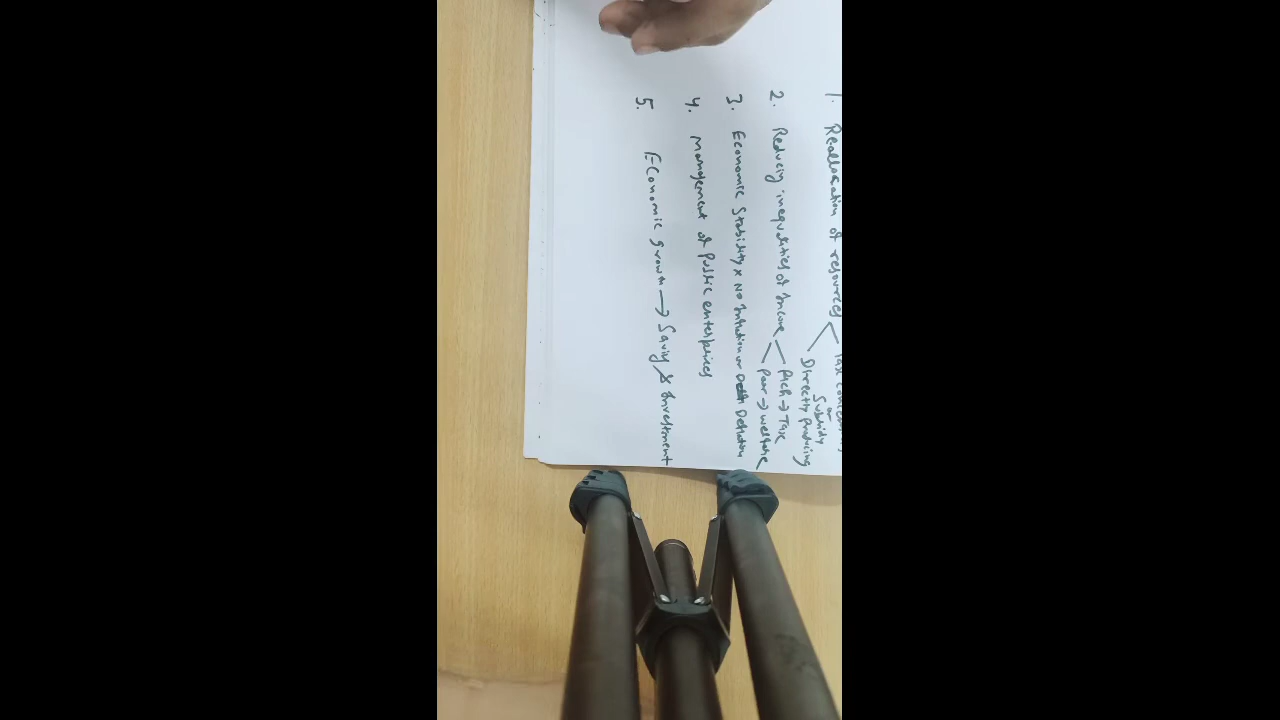 1. Reallocation of resources < Tax
or Subsidy
Directly Producing
2. Reducing inequalities of Income < Rich → Tax
Poor → welfare
3. Economic Stability × No Inflation or Deflation
4. Management of Public enterprises
5. Economic growth → Saving & Investment